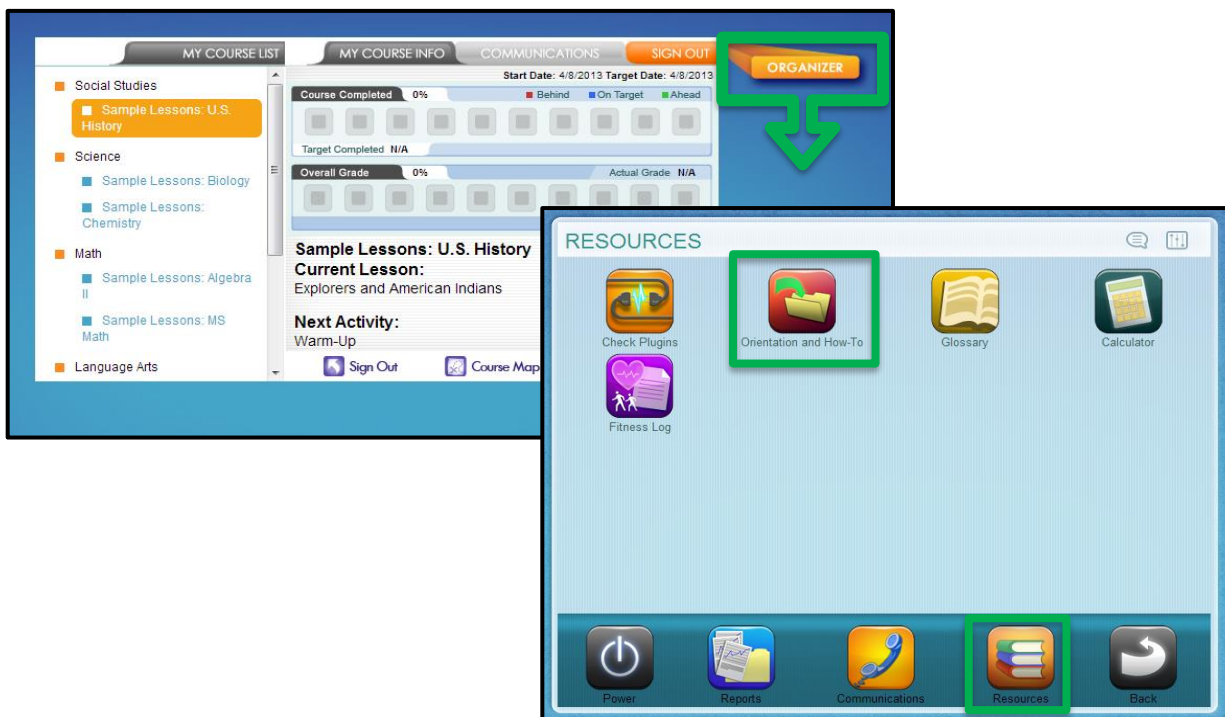 MY COURSE LIST
MY COURSE INFO
COMMUNICATIONS
SIGN OUT
ORGANIZER
Social Studies
Sample Lessons: U.S.
History
Science
Sample Lessons: Biology
Sample Lessons:
Chemistry
Math
Sample Lessons: Algebra
II
Sample Lessons: MS
Math
Language Arts
Start Date: 4/8/2013 Target Date: 4/8/2013
Course Completed 0% Behind On Target Ahead
Target Completed N/A
Overall Grade 0% Actual Grade N/A
Sample Lessons: U.S. History
Current Lesson:
Explorers and American Indians
Next Activity:
Warm-Up
Sign Out Course Map
RESOURCES
Check Plugins
Orientation and How-To
Glossary
Calculator
Fitness Log
Power
Reports
Communications
Resources
Back